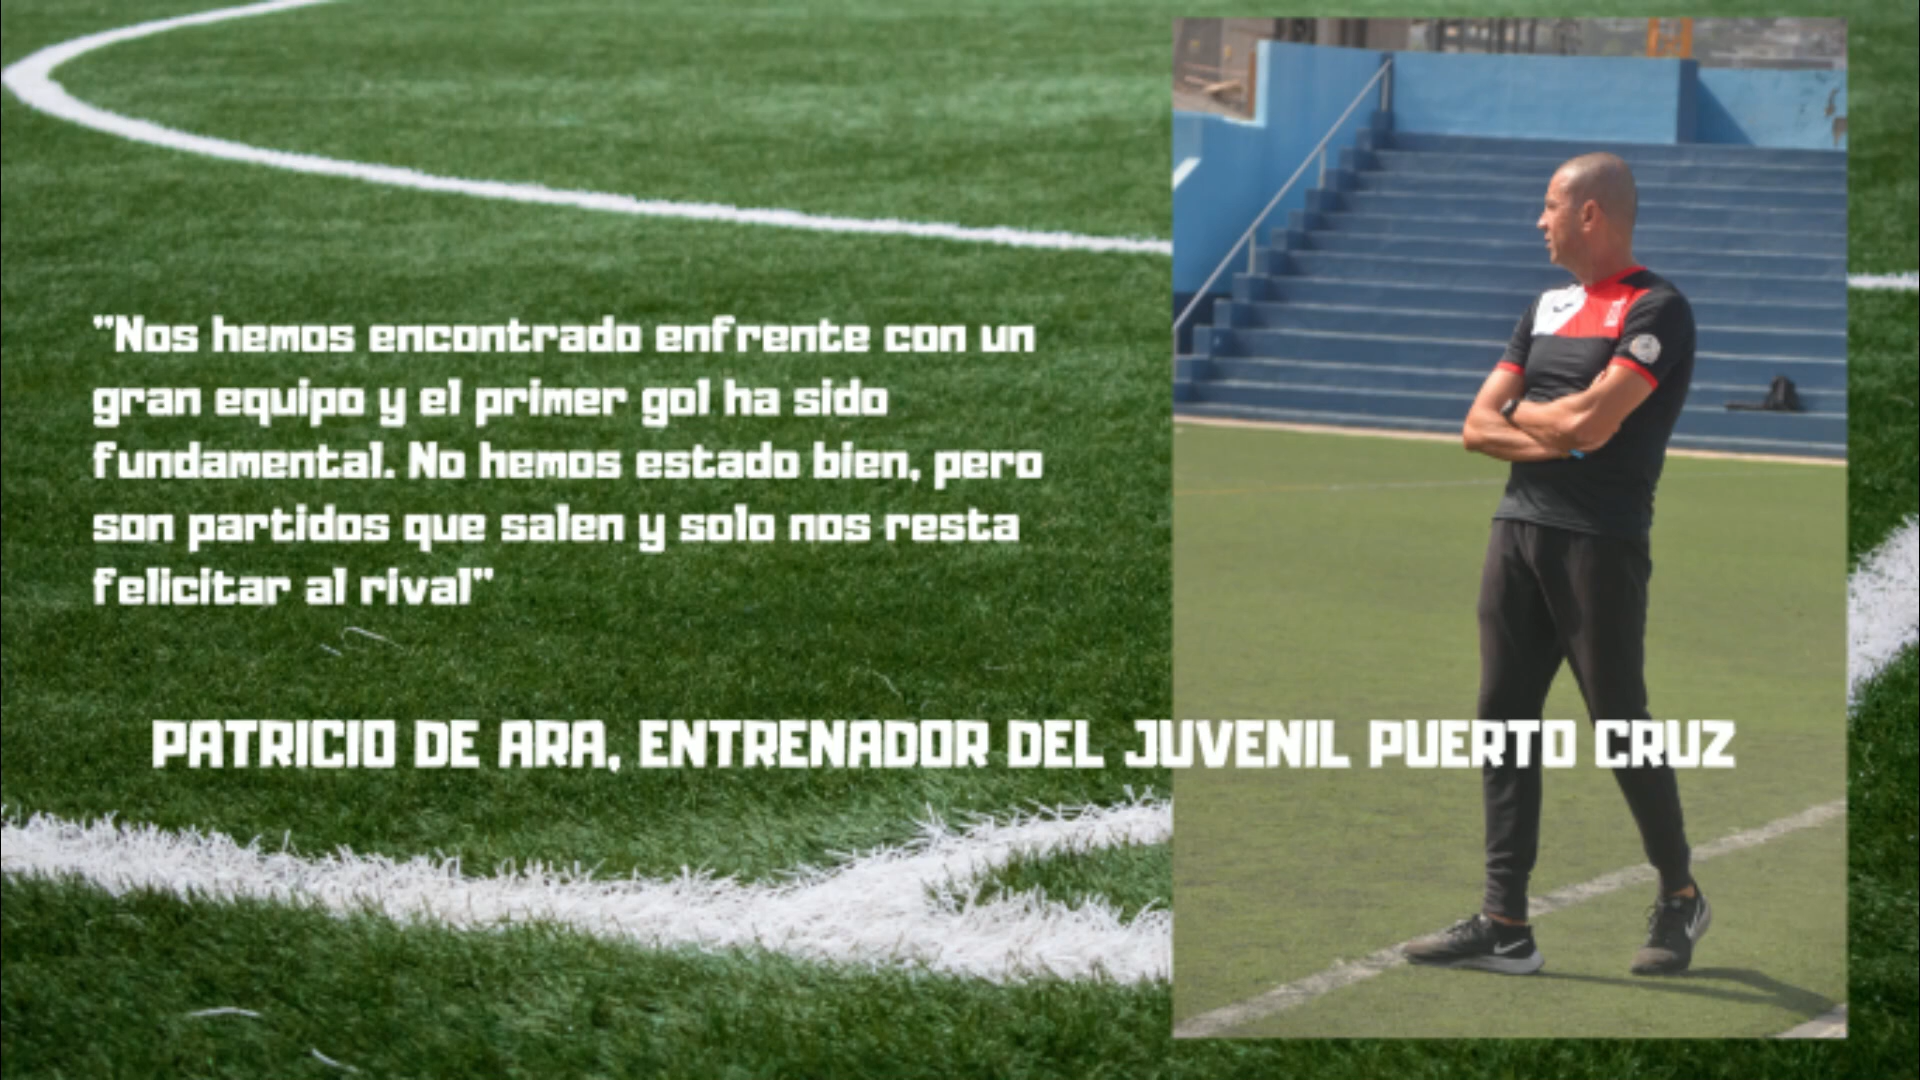 "Nos hemos encontrado enfrente con un
gran equipo y el primer gol ha sido
fundamental. No hemos estado bien, pero
son partidos que salen y solo nos resta
felicitar al rival"
PATRICIO DE ARA, ENTRENADOR DEL JUVENIL PUERTO CRUZ